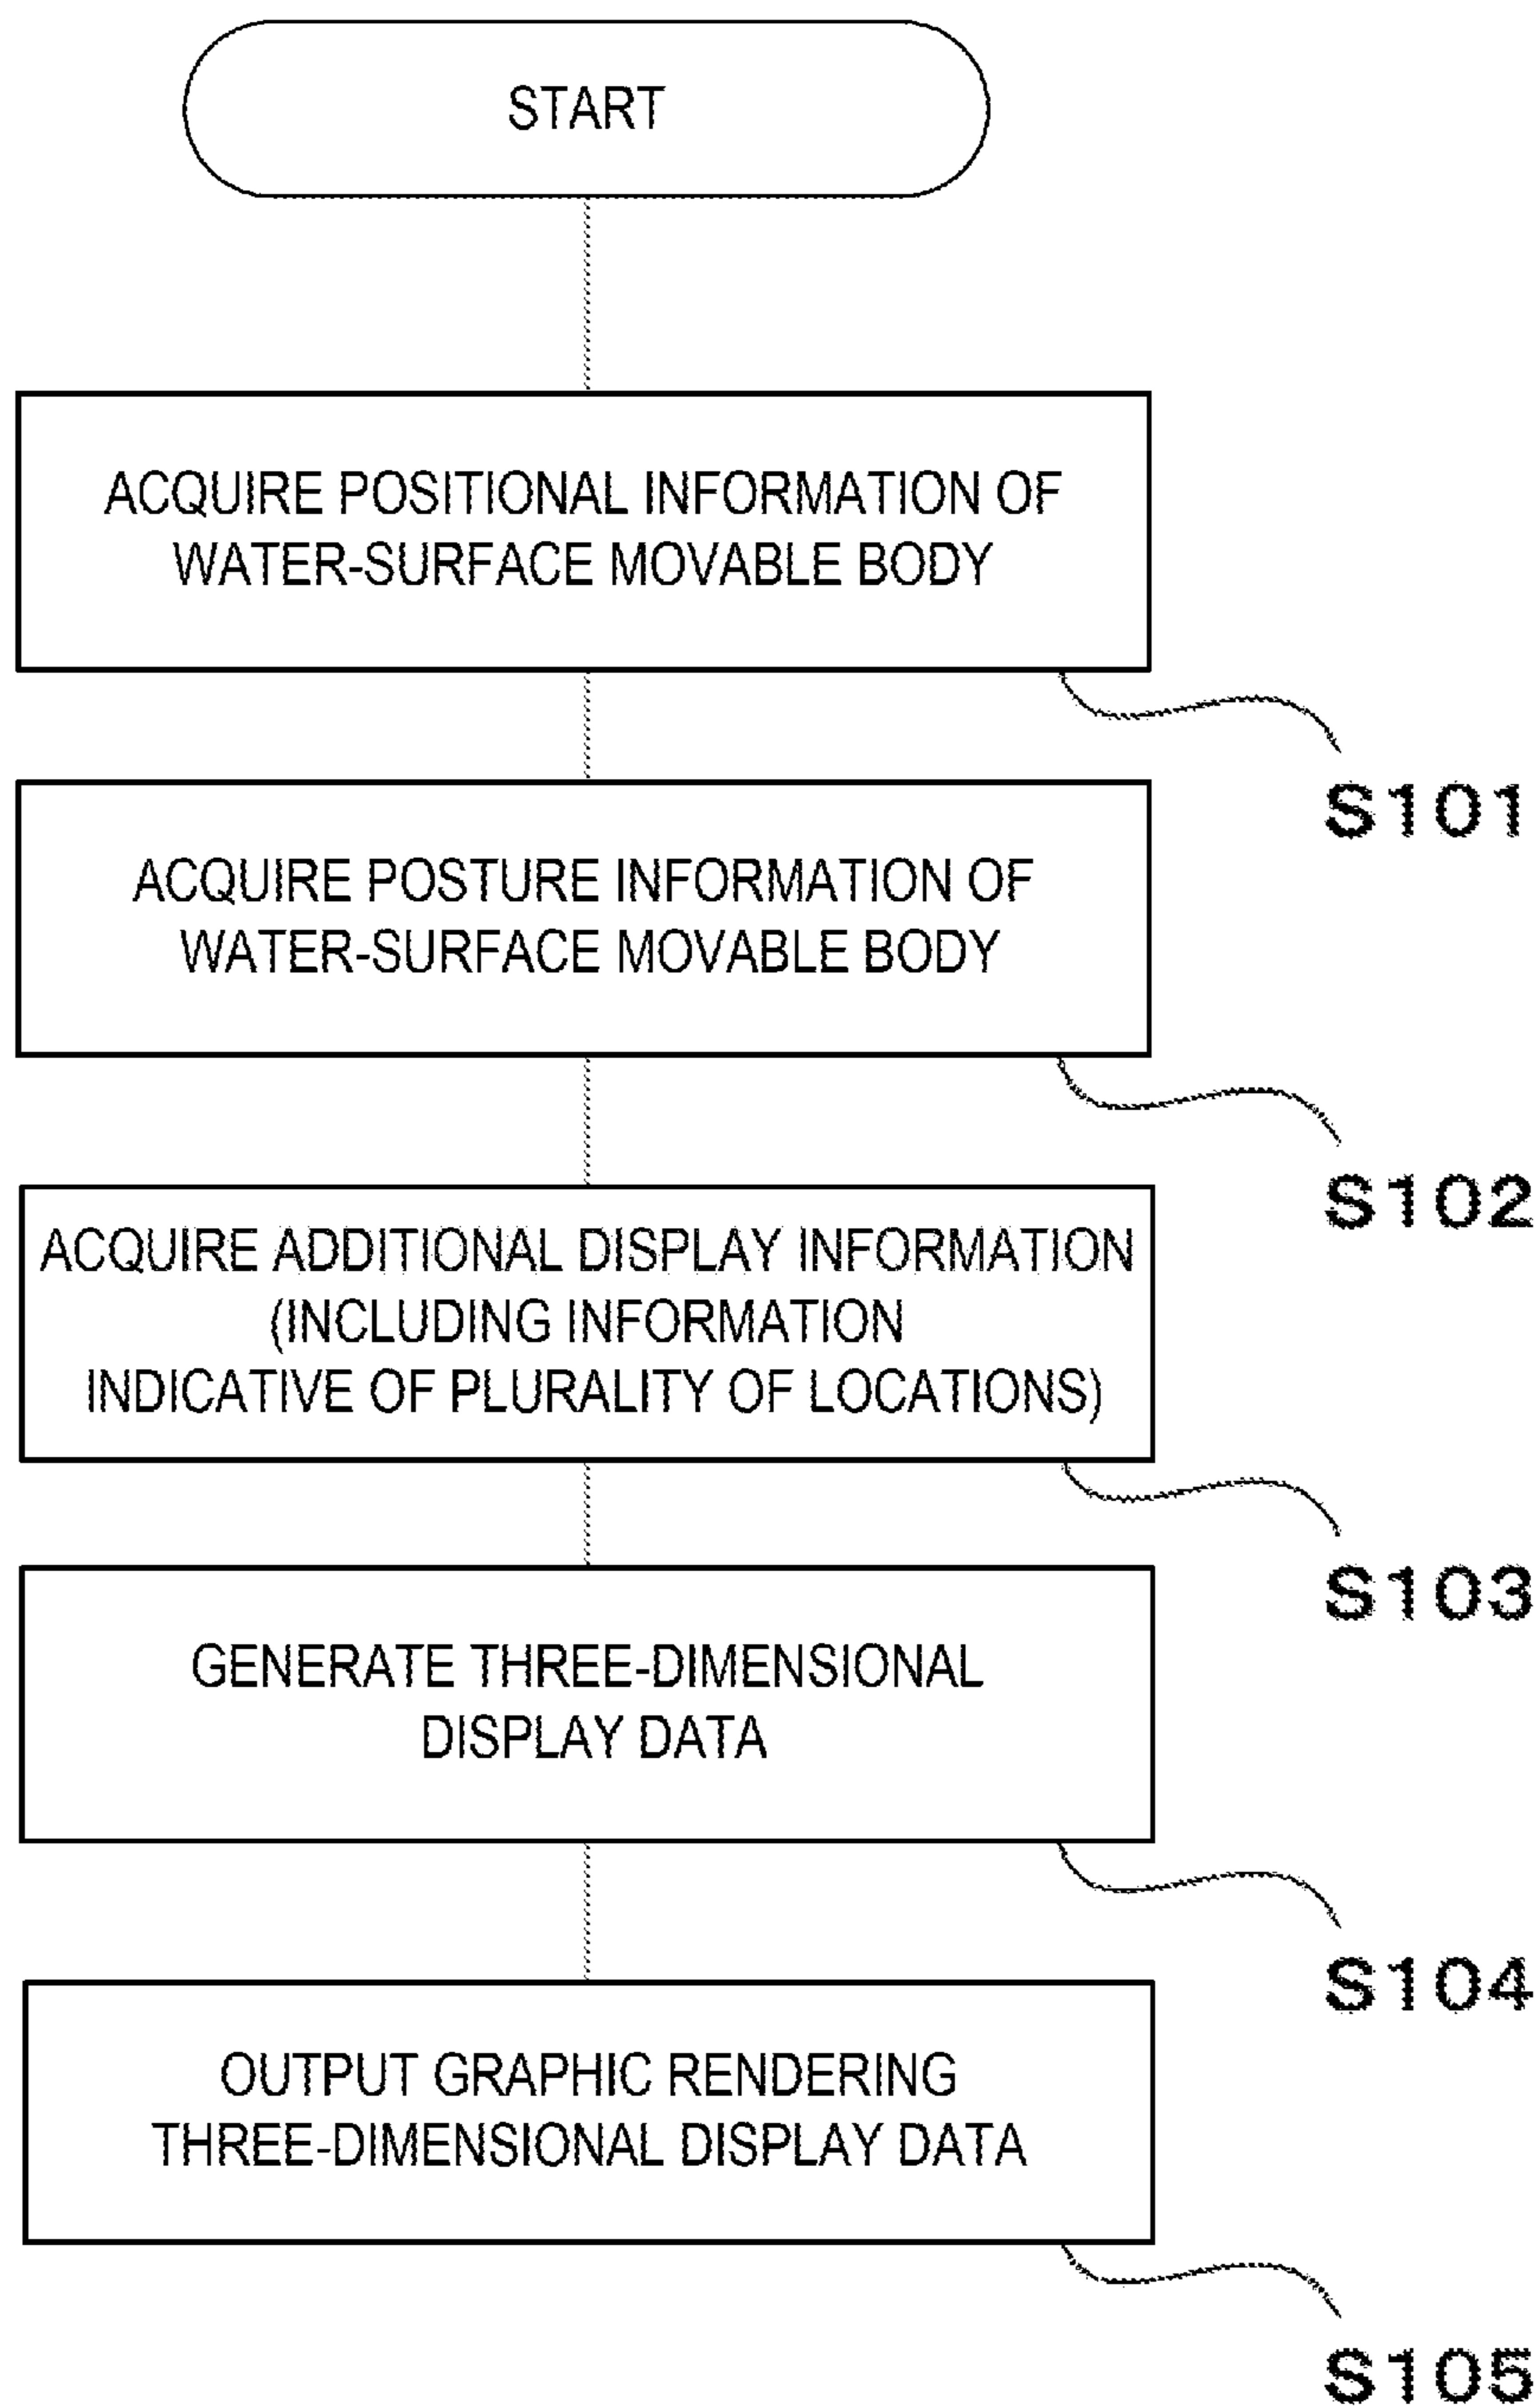 START
ACQUIRE POSITIONAL INFORMATION OF
WATER-SURFACE MOVABLE BODY
S101
ACQUIRE POSTURE INFORMATION OF
WATER-SURFACE MOVABLE BODY
S102
ACQUIRE ADDITIONAL DISPLAY INFORMATION
(INCLUDING INFORMATION
INDICATIVE OF PLURALITY OF LOCATIONS)
S103
GENERATE THREE-DIMENSIONAL
DISPLAY DATA
S104
OUTPUT GRAPHIC RENDERING
THREE-DIMENSIONAL DISPLAY DATA
S105